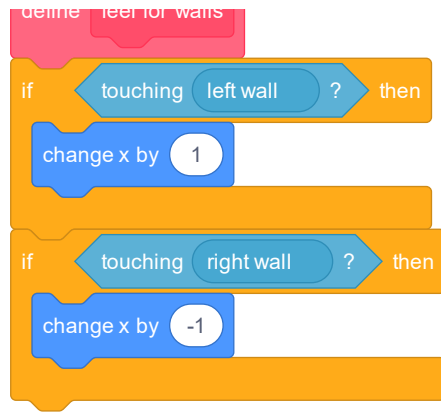 define feel for walls
if touching left wall ? then
change x by 1
if touching right wall ? then
change x by -1